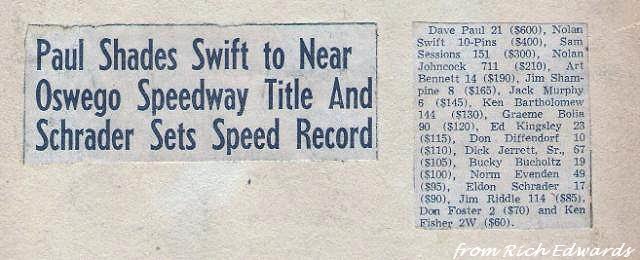 Paul Shades Swift to Near
Oswego Speedway Title And
Schrader Sets Speed Record
Dave Paul 21 ($600), Nolan
Swift 10-Pins ($400), Sam
Sessions 151 ($300), Nolan
Johncock 711 ($210), Art
Bennett 14 ($190), Jim Sham-
pine 8 ($165), Jack Murphy
6 ($145), Ken Bartholomew
144 ($130), Graeme Bolia
90 ($120), Ed Kingsley 23
($115), Don Diffendorf 10
($110), Dick Jerrett, Sr., 67
($105), Bucky Bucholtz 19
($100), Norm Evenden 49
($95), Eldon Schrader 17
($90), Jim Riddle 114 ($85),
Don Foster 2 ($70) and Ken
Fisher 2W ($60).
from Rich Edwards